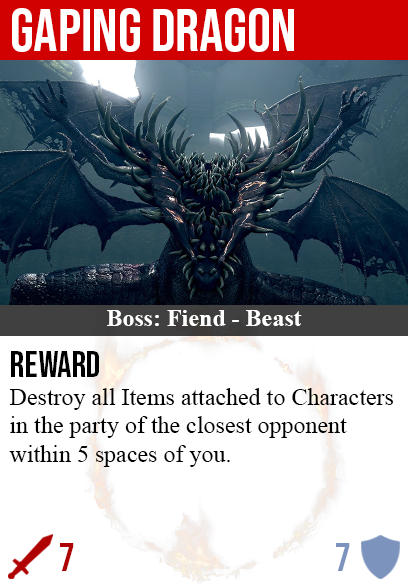 GAPING DRAGON
Boss: Fiend - Beast
REWARD
Destroy all Items attached to Characters
in the party of the closest opponent
within 5 spaces of you.
7
7